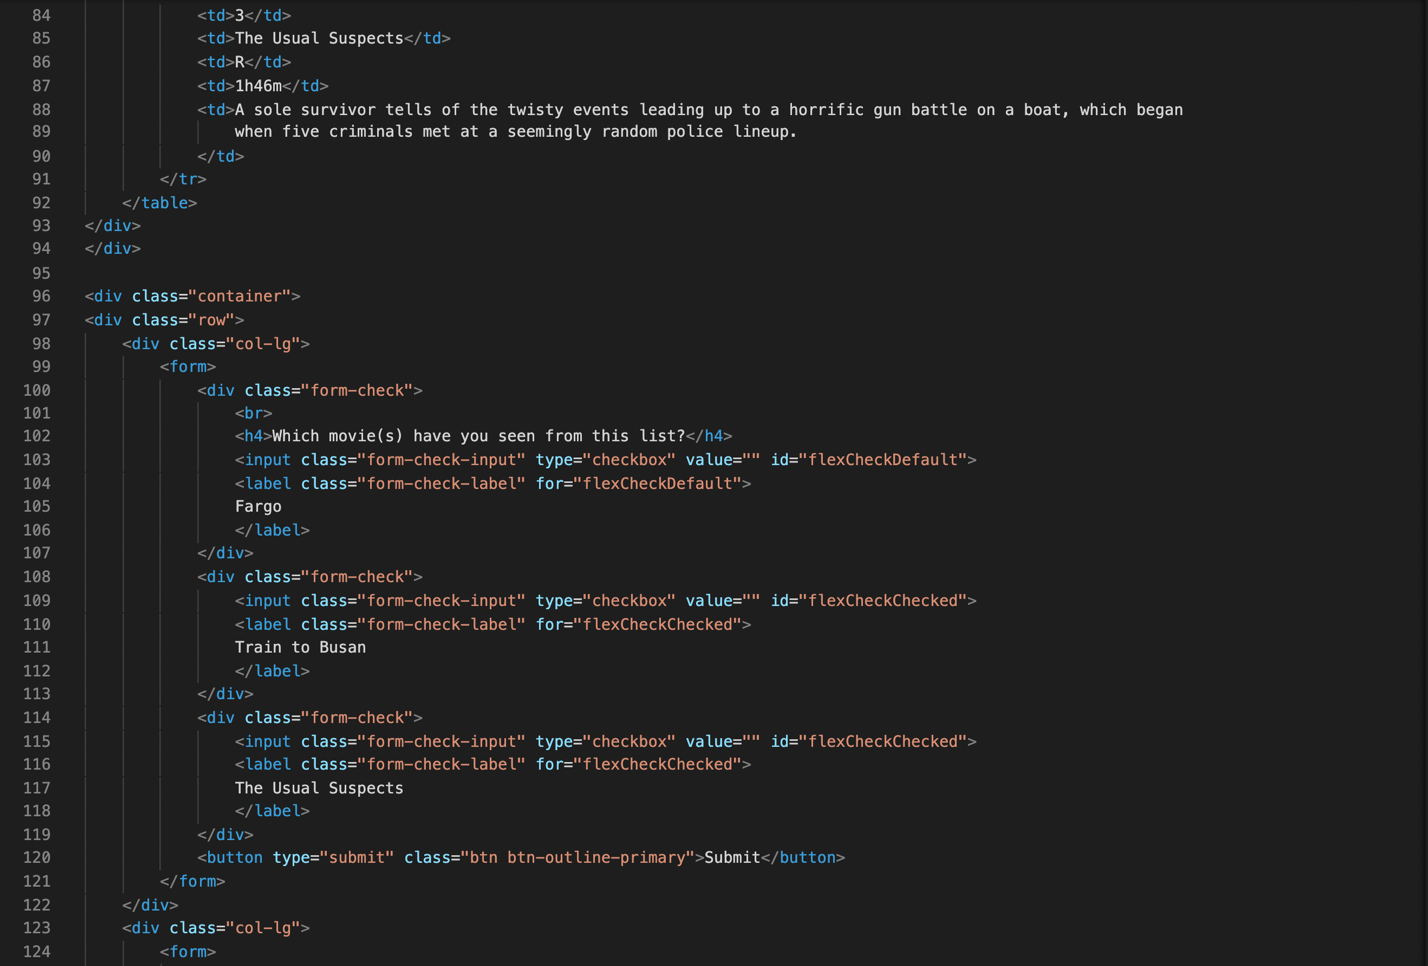 84 <td>3</td>
85 <td>The Usual Suspects</td>
86 <td>R</td>
87 <td>1h46m</td>
88 <td>A sole survivor tells of the twisty events leading up to a horrific gun battle on a boat, which began
89 when five criminals met at a seemingly random police lineup.
90 </td>
91 </tr>
92 </table>
93 </div>
94 </div>
95
96 <div class="container">
97 <div class="row">
98 <div class="col-lg">
99 <form>
100 <div class="form-check">
101 <br>
102 <h4>Which movie(s) have you seen from this list?</h4>
103 <input class="form-check-input" type="checkbox" value="" id="flexCheckDefault">
104 <label class="form-check-label" for="flexCheckDefault">
105 Fargo
106 </label>
107 </div>
108 <div class="form-check">
109 <input class="form-check-input" type="checkbox" value="" id="flexCheckChecked">
110 <label class="form-check-label" for="flexCheckChecked">
111 Train to Busan
112 </label>
113 </div>
114 <div class="form-check">
115 <input class="form-check-input" type="checkbox" value="" id="flexCheckChecked">
116 <label class="form-check-label" for="flexCheckChecked">
117 The Usual Suspects
118 </label>
119 </div>
120 <button type="submit" class="btn btn-outline-primary">Submit</button>
121 </form>
122 </div>
123 <div class="col-lg">
124 <form>